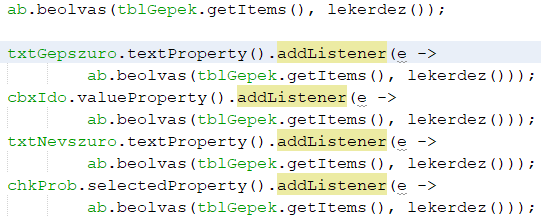 ab.beolvas(tblGepek.getItems(), lekerdez());
txtGepszuro.textProperty().addListener(e ->
ab.beolvas(tblGepek.getItems(), lekerdez()));
cbxIdo.valueProperty().addListener(e ->
ab.beolvas(tblGepek.getItems(), lekerdez()));
txtNevszuro.textProperty().addListener(e ->
ab.beolvas(tblGepek.getItems(), lekerdez()));
chkProb.selectedProperty().addListener(e ->
ab.beolvas(tblGepek.getItems(), lekerdez()));